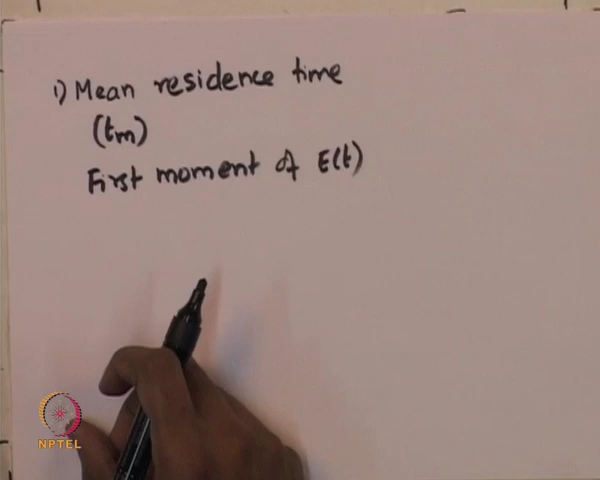 1) Mean residence time
(tm)
First moment of E(t)
NPTEL